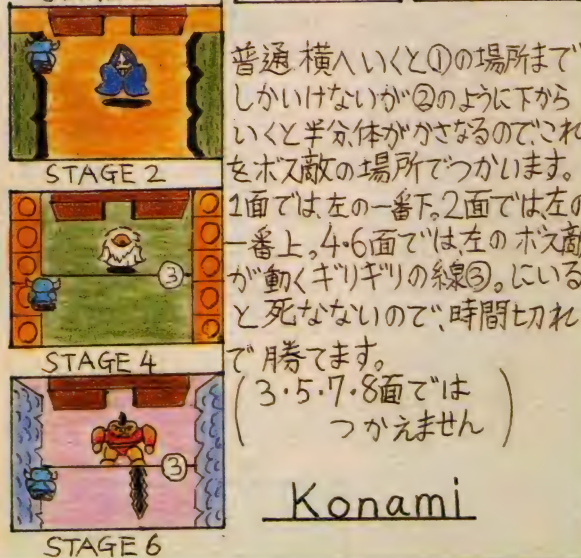 STAGE 2
STAGE 4
STAGE 6
③
③
普通横へいくと①の場所まで
しかいけないが②のように下から
いくと半分体がかさなるのでこれ
をボス敵の場所でつかいます。
1面では、左の一番下。2面では、左の
一番上。4・6面では、左のボス敵
が動くギリギリの線③。にいる
と死なないので、時間切れ
で勝てます。
(3・5・7・8面では
つかえません)
Konami